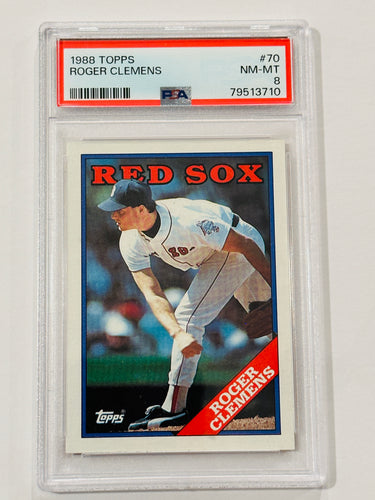 1988 TOPPS #70
ROGER CLEMENS NM-MT
8
PSA 79513710
RED SOX
ROGER
CLEMENS
Topps